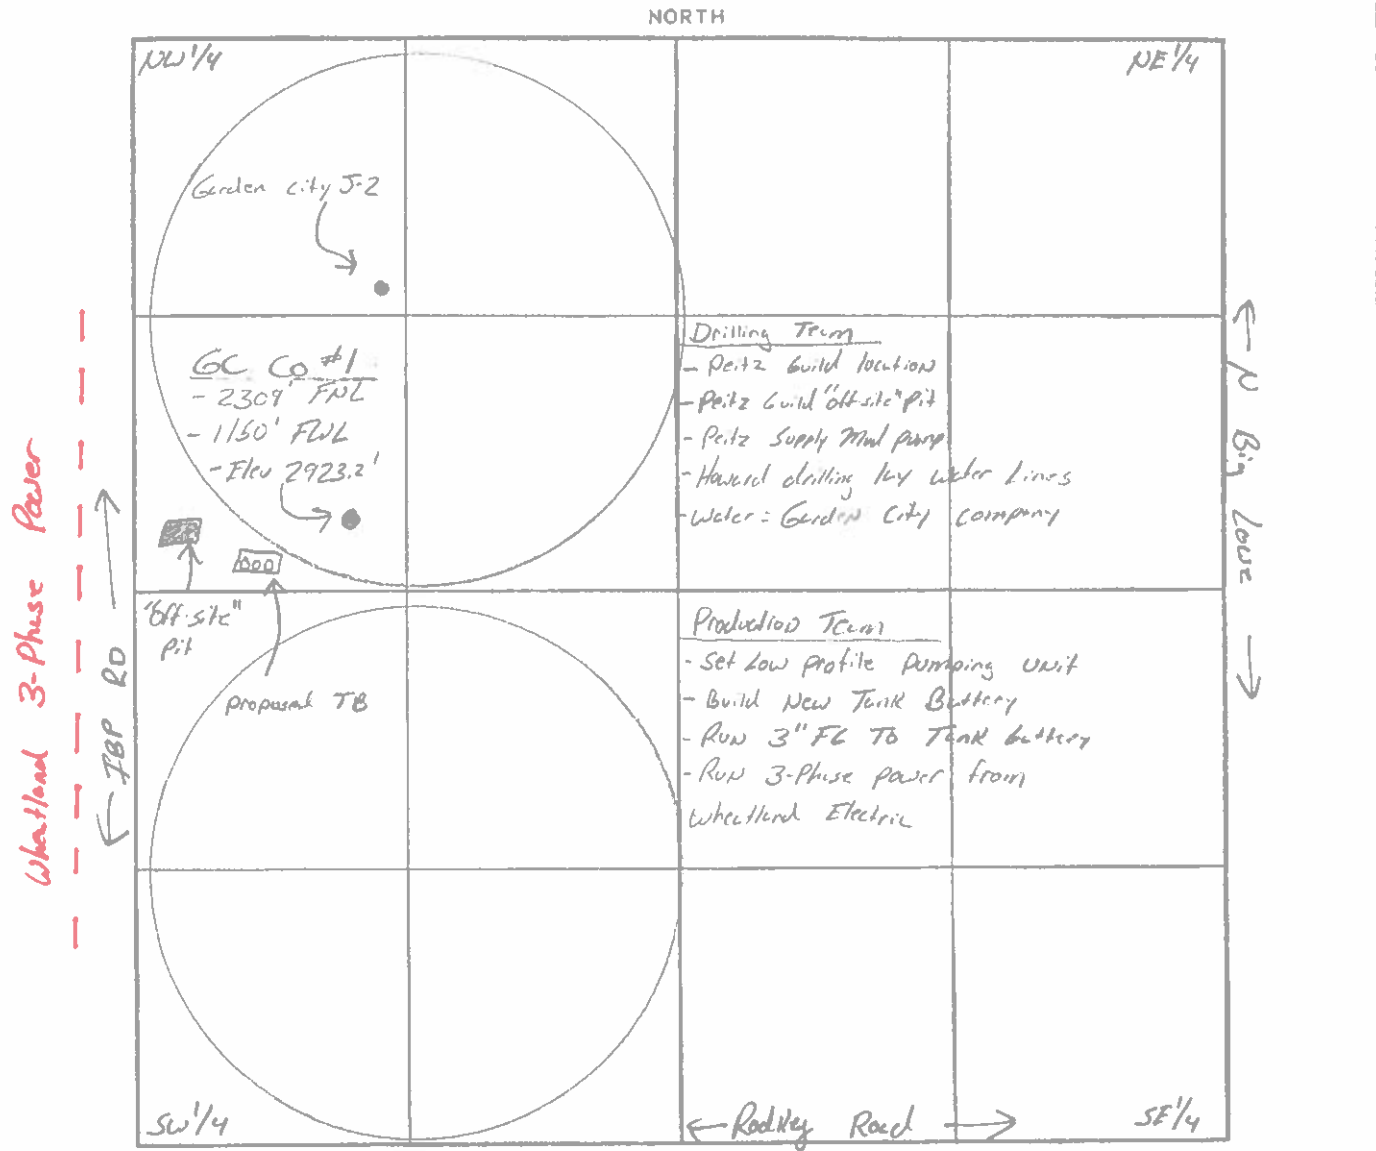 NORTH
NW 1/4
NE 1/4
Garden City J-2
GC Co #1
- 2309' FNL
- 1150' FWL
- Elev 2923.2'
Drilling Team
- Peitz build location
- Peitz build "off-site" pit
- Peitz Supply Mud pump
- Howard drilling lay water Lines
- Water = Garden City Company
"off-site"
pit
proposed TB
Production Team
- Set Low profile Pumping unit
- Build New Tank Battery
- Run 3" FG To Tank battery
- Run 3-Phase power from
Wheatland Electric
Wheatland 3-Phase Power
IBP RD
N Big Lowe
SW 1/4
Road
SE 1/4